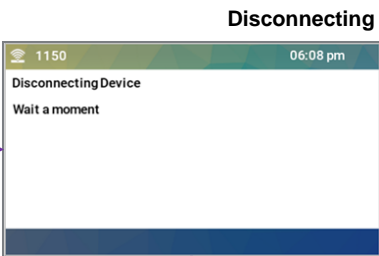 Disconnecting
1150 06:08 pm
Disconnecting Device
Wait a moment